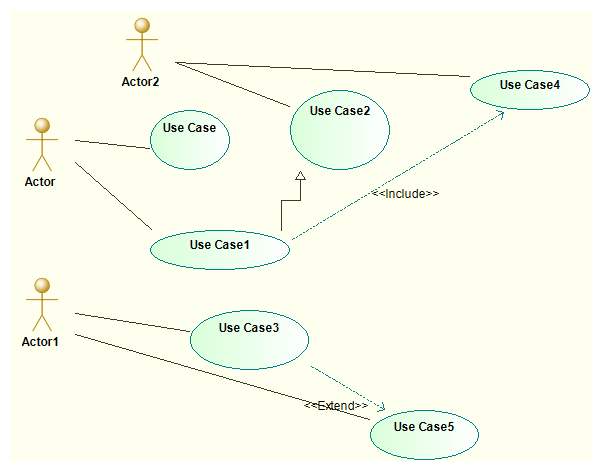 Actor2
Use Case4
Use Case2
Use Case
Actor
<<Include>>
Use Case1
Use Case3
Actor1
<<Extend>>
Use Case5